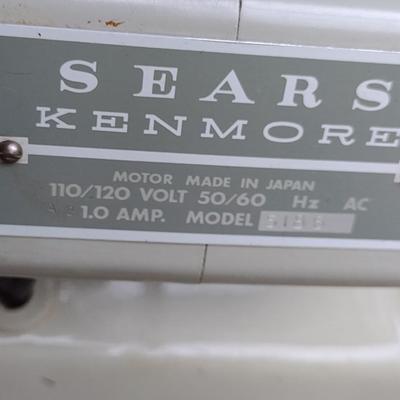 SEARS
KENMORE
MOTOR MADE IN JAPAN
110/120 VOLT 50/60 Hz AC
1.0 AMP. MODEL